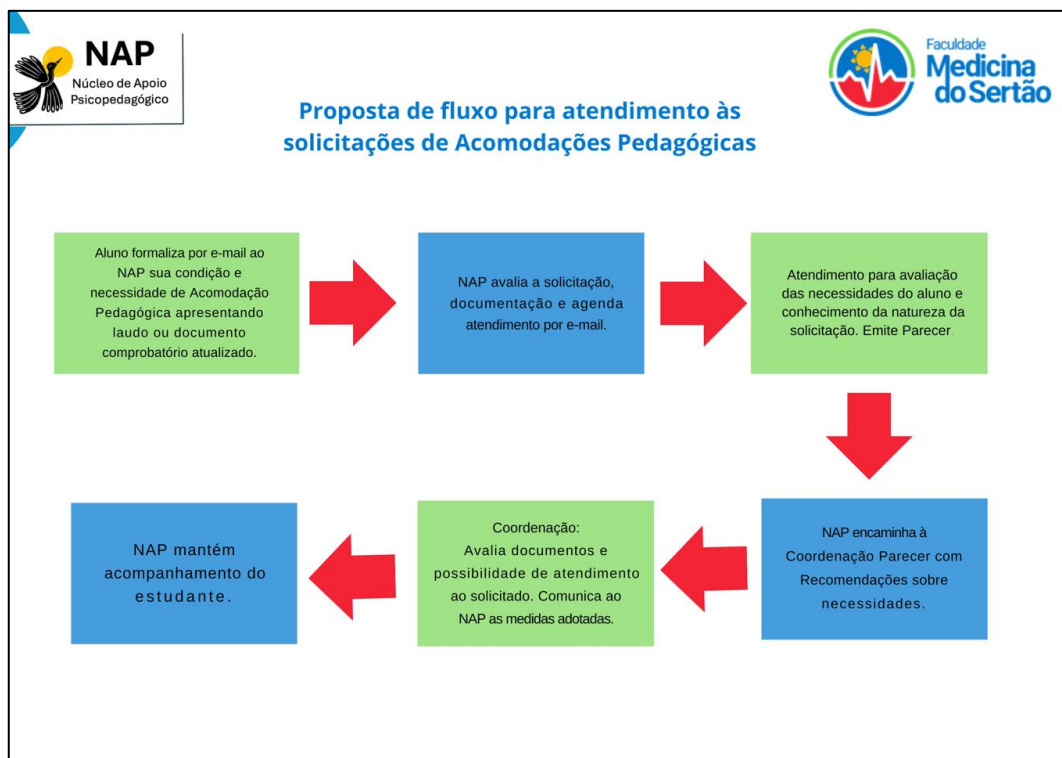 NAP
Núcleo de Apoio
Psicopedagógico
Faculdade
Medicina
do Sertão
Proposta de fluxo para atendimento às
solicitações de Acomodações Pedagógicas
Aluno formaliza por e-mail ao
NAP sua condição e
necessidade de Acomodação
Pedagógica apresentando
laudo ou documento
comprobatório atualizado.
NAP avalia a solicitação,
documentação e agenda
atendimento por e-mail.
Atendimento para avaliação
das necessidades do aluno e
conhecimento da natureza da
solicitação. Emite Parecer
NAP encaminha à
Coordenação Parecer com
Recomendações sobre
necessidades.
Coordenação:
Avalia documentos e
possibilidade de atendimento
ao solicitado. Comunica ao
NAP as medidas adotadas.
NAP mantém
acompanhamento do
estudante.